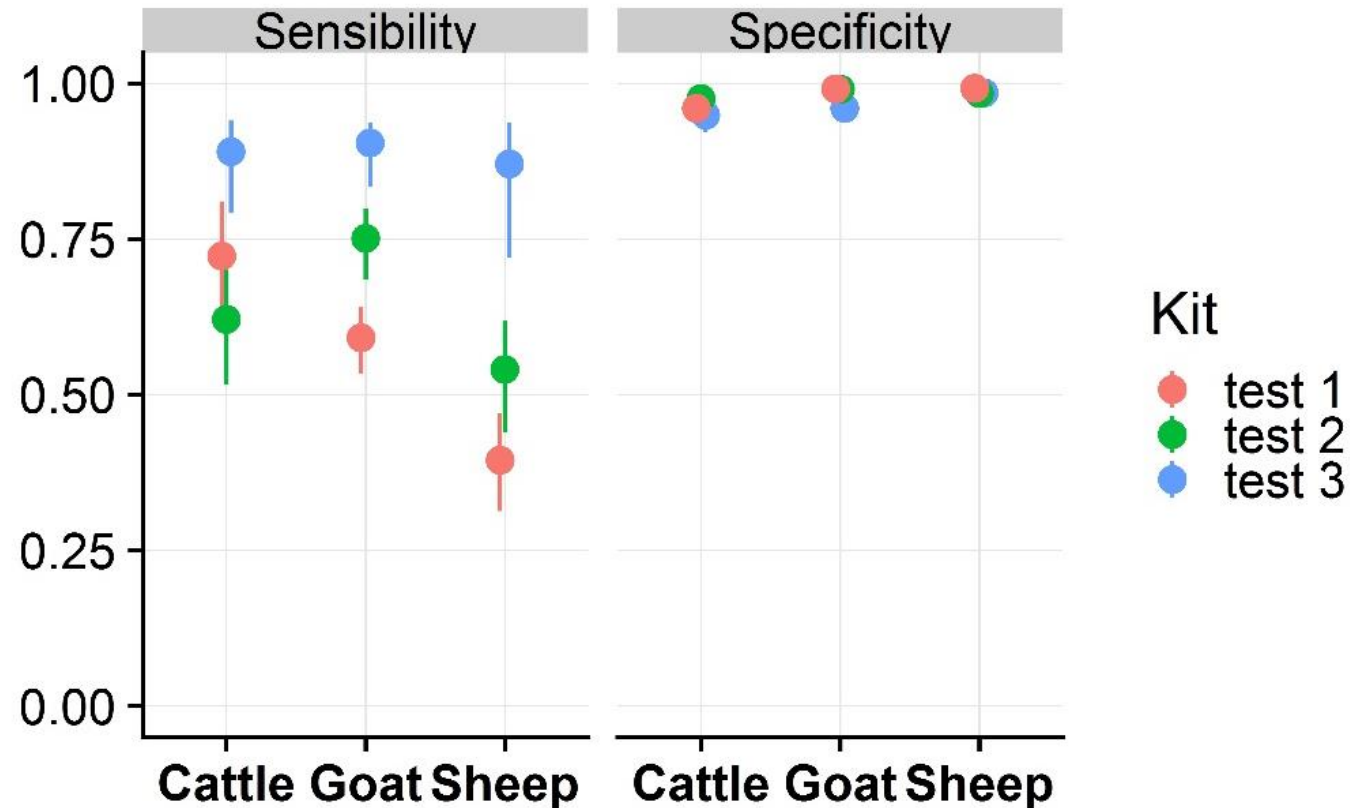 Sensibility Specificity
1.00
0.75
0.50
0.25
0.00
Cattle Goat Sheep Cattle Goat Sheep
Kit
test 1
test 2
test 3